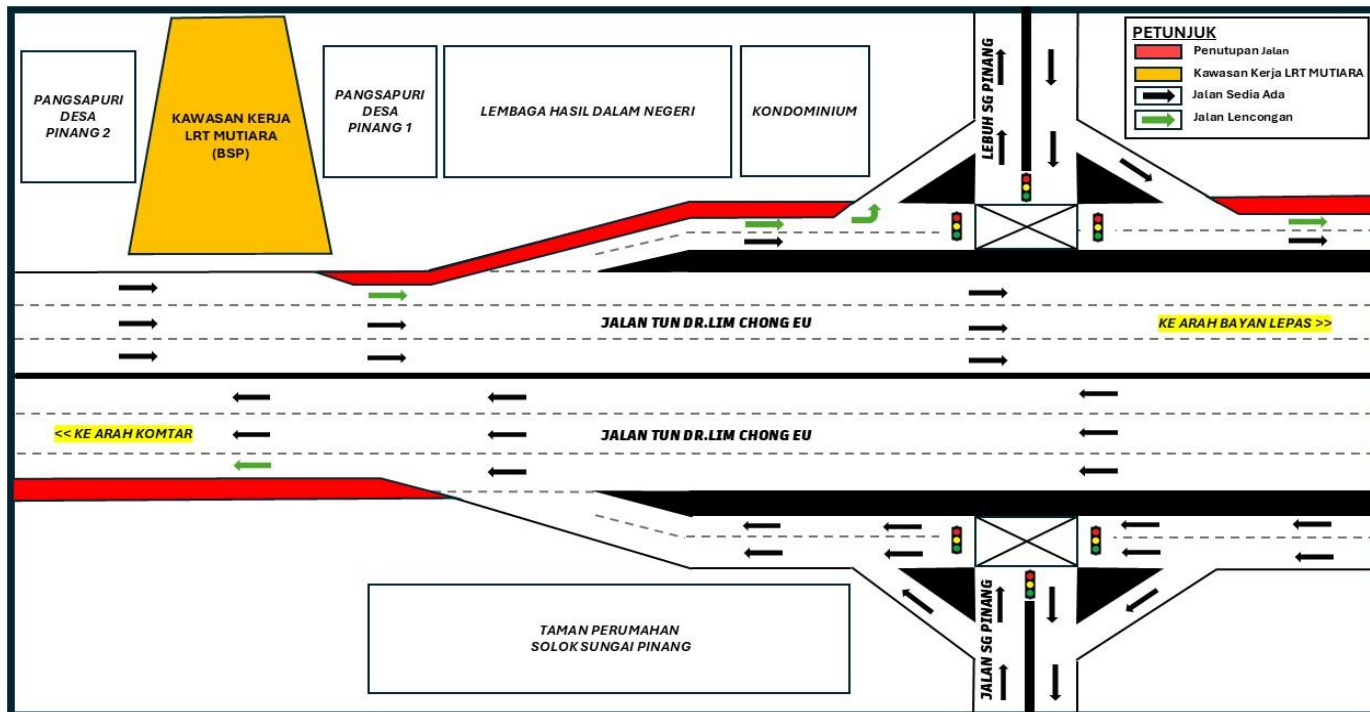 PETUNJUK
Penutupan Jalan
Kawasan Kerja LRT MUTIARA
Jalan Sedia Ada
Jalan Lencongan
PANGSAPURI
DESA
PINANG 2
KAWASAN KERJA
LRT MUTIARA
(BSP)
PANGSAPURI
DESA
PINANG 1
LEMBAGA HASIL DALAM NEGERI
KONDOMINIUM
LEBUH SG PINANG
JALAN TUN DR.LIM CHONG EU
KE ARAH BAYAN LEPAS >>
<< KE ARAH KOMTAR
JALAN TUN DR.LIM CHONG EU
JALAN SG PINANG
TAMAN PERUMAHAN
SOLOK SUNGAI PINANG